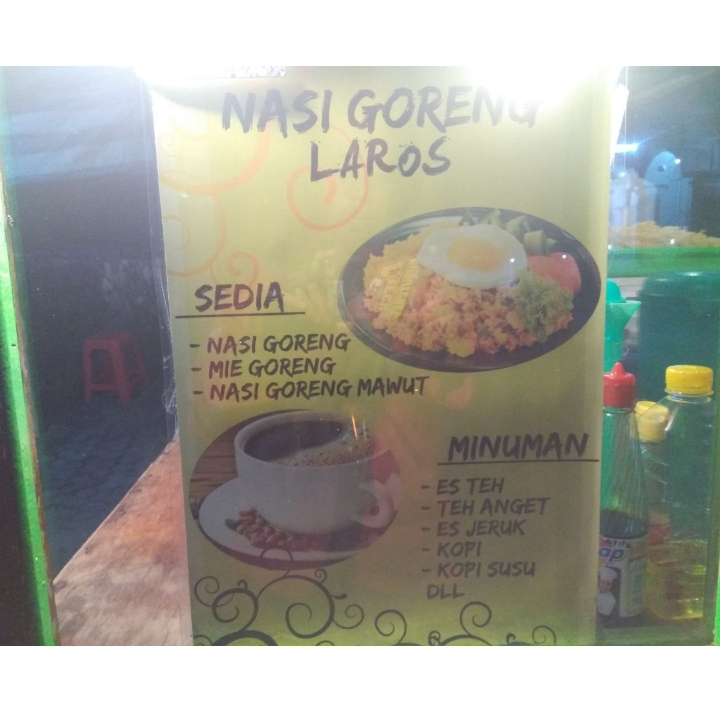 NASI GORENG
LAROS
SEDIA
- NASI GORENG
- MIE GORENG
- NASI GORENG MAWUT
MINUMAN
- ES TEH
- TEH ANGET
- ES JERUK
- KOPI
- KOPI SUSU
DLL